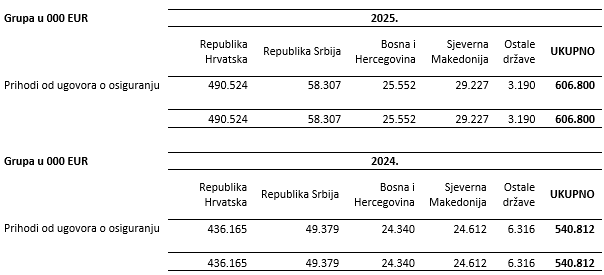 Grupa u 000 EUR 2025.
Republika Hrvatska Republika Srbija Bosna i Hercegovina Sjeverna Makedonija Ostale države UKUPNO
Prihodi od ugovora o osiguranju 490.524 58.307 25.552 29.227 3.190 606.800
490.524 58.307 25.552 29.227 3.190 606.800
Grupa u 000 EUR 2024.
Republika Hrvatska Republika Srbija Bosna i Hercegovina Sjeverna Makedonija Ostale države UKUPNO
Prihodi od ugovora o osiguranju 436.165 49.379 24.340 24.612 6.316 540.812
436.165 49.379 24.340 24.612 6.316 540.812